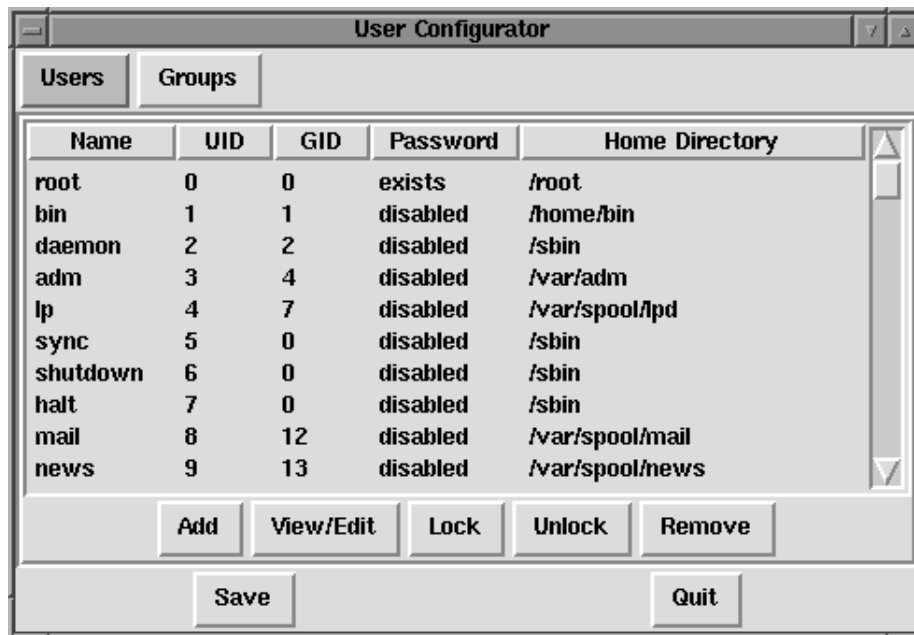 User Configurator
Users Groups
Name UID GID Password Home Directory
root 0 0 exists /root
bin 1 1 disabled /home/bin
daemon 2 2 disabled /sbin
adm 3 4 disabled /var/adm
lp 4 7 disabled /var/spool/lpd
sync 5 0 disabled /sbin
shutdown 6 0 disabled /sbin
halt 7 0 disabled /sbin
mail 8 12 disabled /var/spool/mail
news 9 13 disabled /var/spool/news
Add View/Edit Lock Unlock Remove
Save Quit